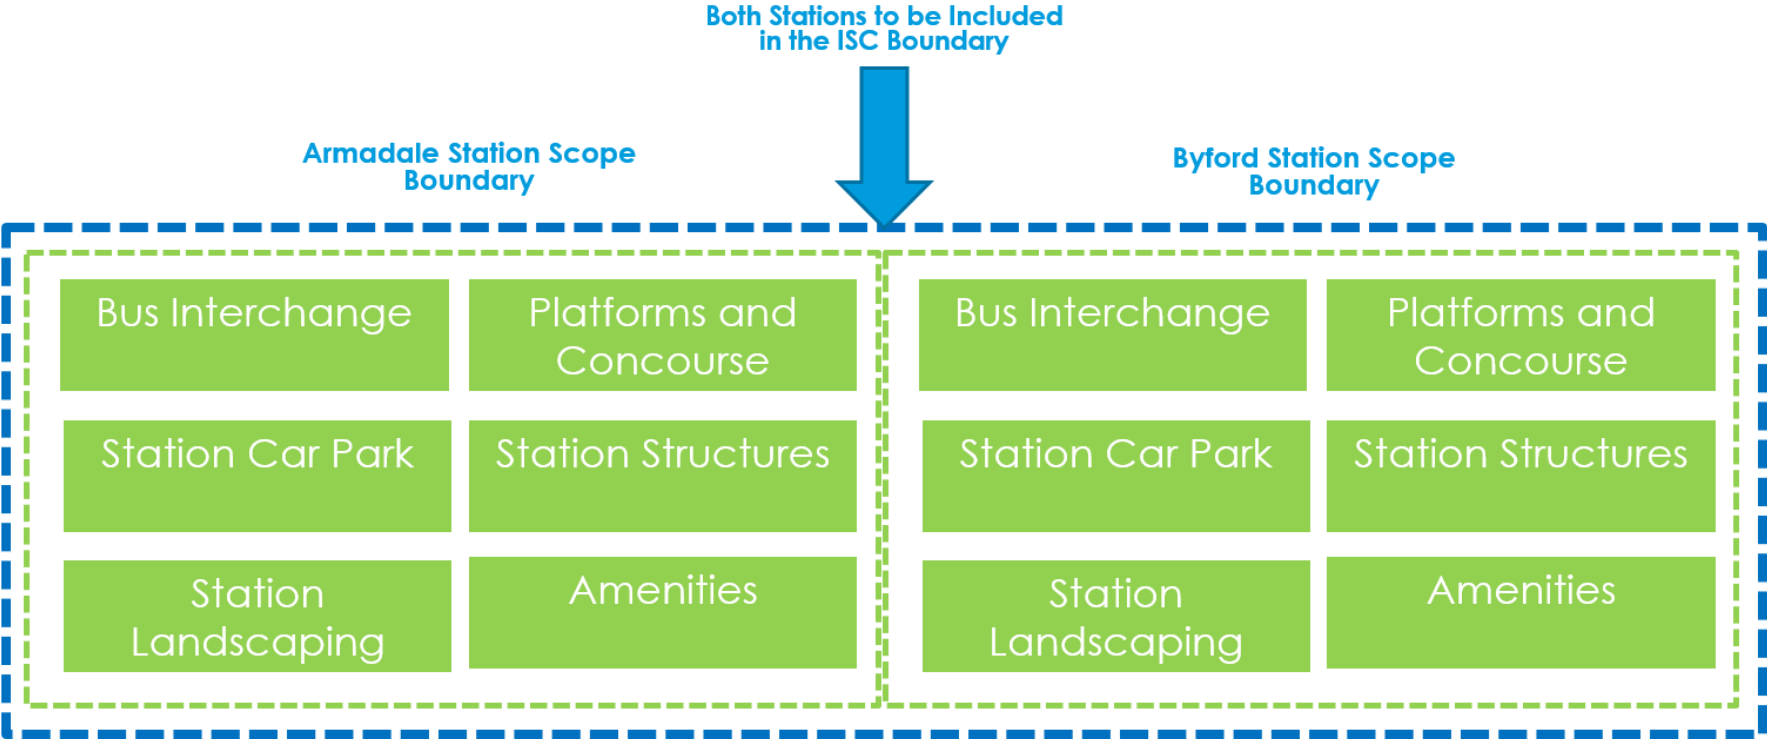 Both Stations to be Included
in the ISC Boundary
Armadale Station Scope
Boundary
Byford Station Scope
Boundary
Bus Interchange
Platforms and
Concourse
Bus Interchange
Platforms and
Concourse
Station Car Park
Station Structures
Station Car Park
Station Structures
Station
Landscaping
Amenities
Station
Landscaping
Amenities